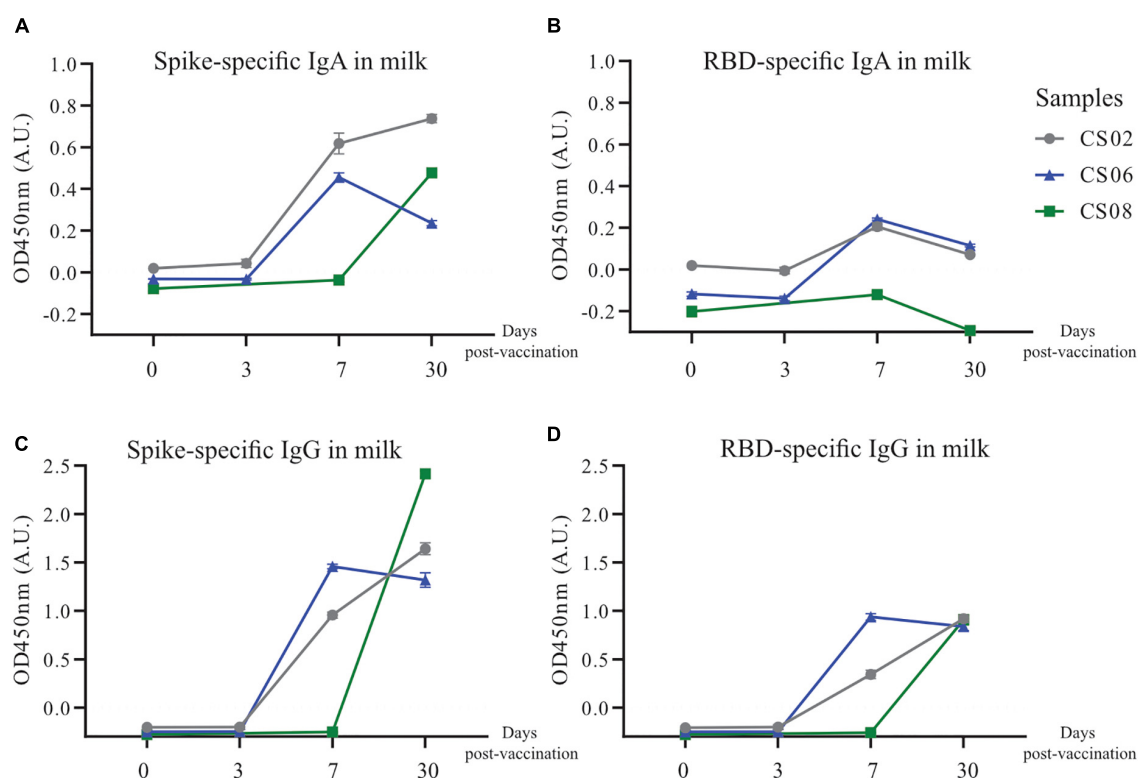 A
Spike-specific IgA in milk
OD450nm (A.U.)
1.0
0.8
0.6
0.4
0.2
0.0
-0.2
0 3 7 30
Days
post-vaccination
B
RBD-specific IgA in milk
OD450nm (A.U.)
1.0
0.8
0.6
0.4
0.2
0.0
-0.2
0 3 7 30
Days
post-vaccination
Samples
CS02
CS06
CS08
C
Spike-specific IgG in milk
OD450nm (A.U.)
2.5
2.0
1.5
1.0
0.5
0.0
0 3 7 30
Days
post-vaccination
D
RBD-specific IgG in milk
OD450nm (A.U.)
2.5
2.0
1.5
1.0
0.5
0.0
0 3 7 30
Days
post-vaccination